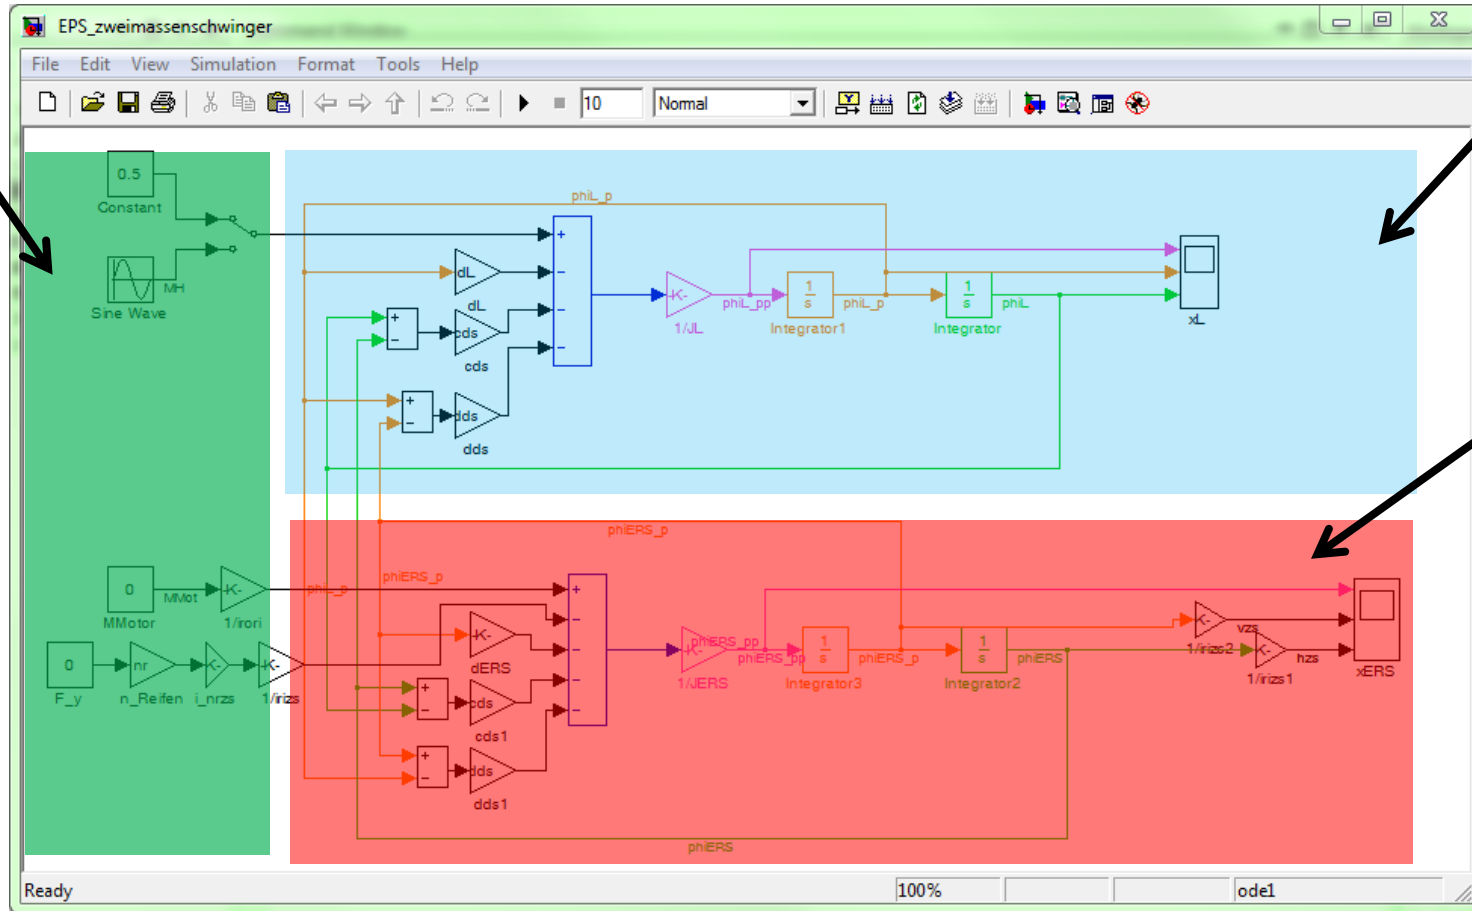 EPS_zweimassenschwinger
File Edit View Simulation Format Tools Help
10 Normal
0.5
Constant
MH
Sine Wave
phiL_p
+
−
−
−
dL
dL
+
−
cds
cds
+
−
dds
dds
-K-
1/JL
phiL_pp
1
s
Integrator1
phiL_p
1
s
Integrator
phiL
xL
phiERS_p
0
MMotor
MMot
-K-
1/irori
phiL_p
phiERS_p
0
F_y
nr
n_Reifen
K-
i_nrzs
-K-
1/irizs
+
−
−
−
−
-K-
dERS
+
−
cds
cds1
+
−
dds
dds1
-K-
1/JERS
phiERS_pp
phiERS_pp
1
s
Integrator3
phiERS_p
1
s
Integrator2
phiERS
K-
1/irizs2
vzs
-K-
1/irizs1
hzs
xERS
phiERS
Ready 100% ode1